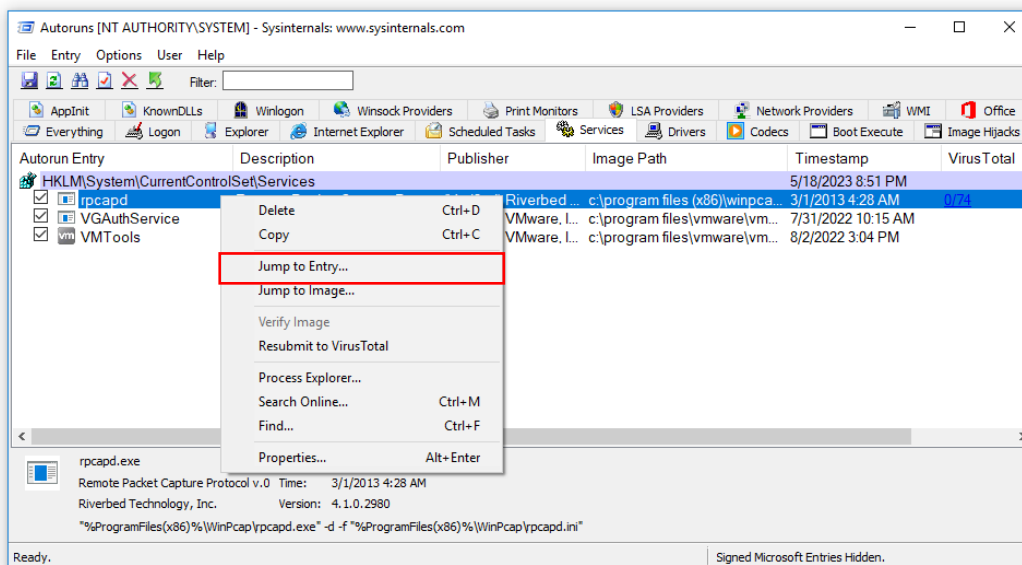 Autoruns [NT AUTHORITY\SYSTEM] - Sysinternals: www.sysinternals.com
File Entry Options User Help
Filter:
AppInit KnownDLLs Winlogon Winsock Providers Print Monitors LSA Providers Network Providers WMI Office
Everything Logon Explorer Internet Explorer Scheduled Tasks Services Drivers Codecs Boot Execute Image Hijacks
Autorun Entry Description Publisher Image Path Timestamp VirusTotal
HKLM\System\CurrentControlSet\Services 5/18/2023 8:51 PM
rpcapd Riverbed ... c:\program files (x86)\winpca... 3/1/2013 4:28 AM 0/74
VGAuthService VMware, I... c:\program files\vmware\vm... 7/31/2022 10:15 AM
VMTools VMware, I... c:\program files\vmware\vm... 8/2/2022 3:04 PM
Delete Ctrl+D
Copy Ctrl+C
Jump to Entry...
Jump to Image...
Verify Image
Resubmit to VirusTotal
Process Explorer...
Search Online... Ctrl+M
Find... Ctrl+F
Properties... Alt+Enter
rpcapd.exe
Remote Packet Capture Protocol v.0 Time: 3/1/2013 4:28 AM
Riverbed Technology, Inc. Version: 4.1.0.2980
"%ProgramFiles(x86)%\WinPcap\rpcapd.exe" -d -f "%ProgramFiles(x86)%\WinPcap\rpcapd.ini"
Ready. Signed Microsoft Entries Hidden.